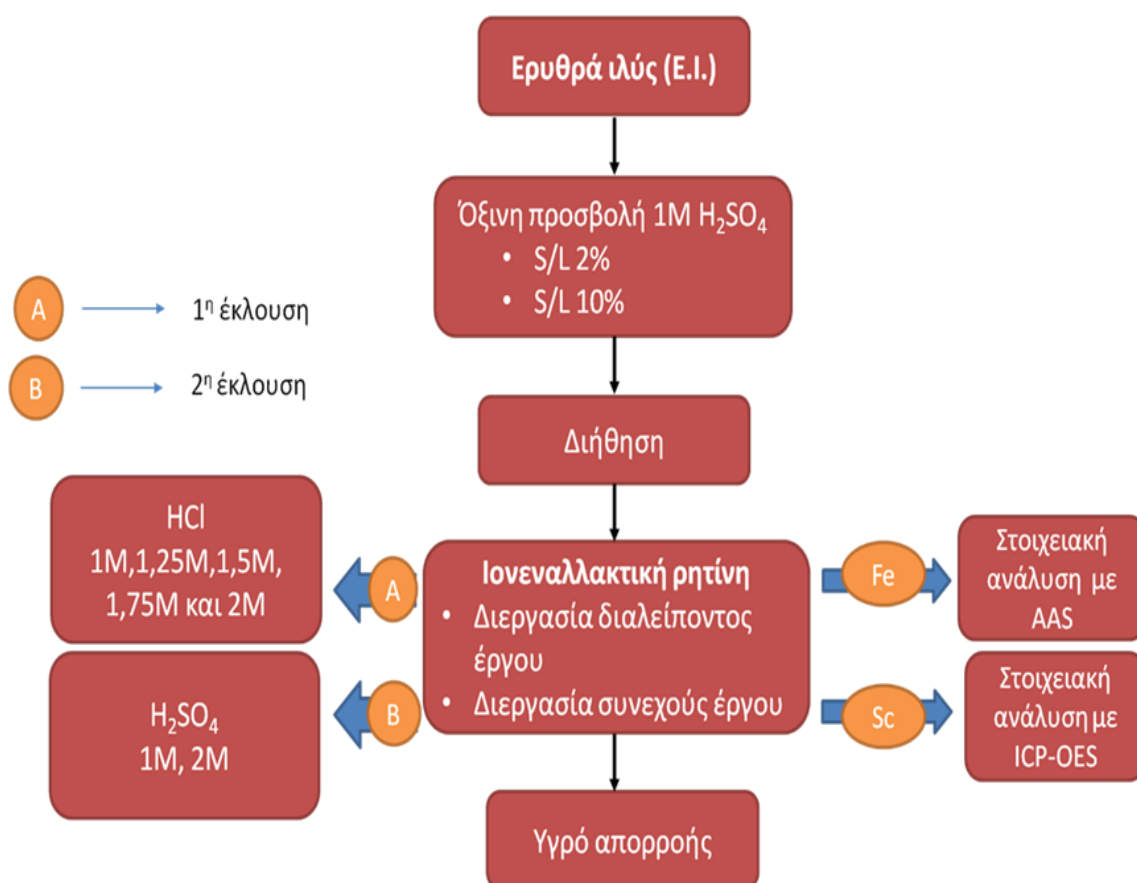 Ερυθρά ιλύς (Ε.Ι.)
Όξινη προσβολή 1M H₂SO₄
• S/L 2%
• S/L 10%
A
1η έκλουση
B
2η έκλουση
Διήθηση
HCl
1M,1,25M,1,5M,
1,75M και 2M
A
Ιονεναλλακτική ρητίνη
• Διεργασία διαλείποντος
έργου
• Διεργασία συνεχούς έργου
Fe
Στοιχειακή
ανάλυση με
AAS
H₂SO₄
1M, 2M
B
Sc
Στοιχειακή
ανάλυση με
ICP-OES
Υγρό απορροής